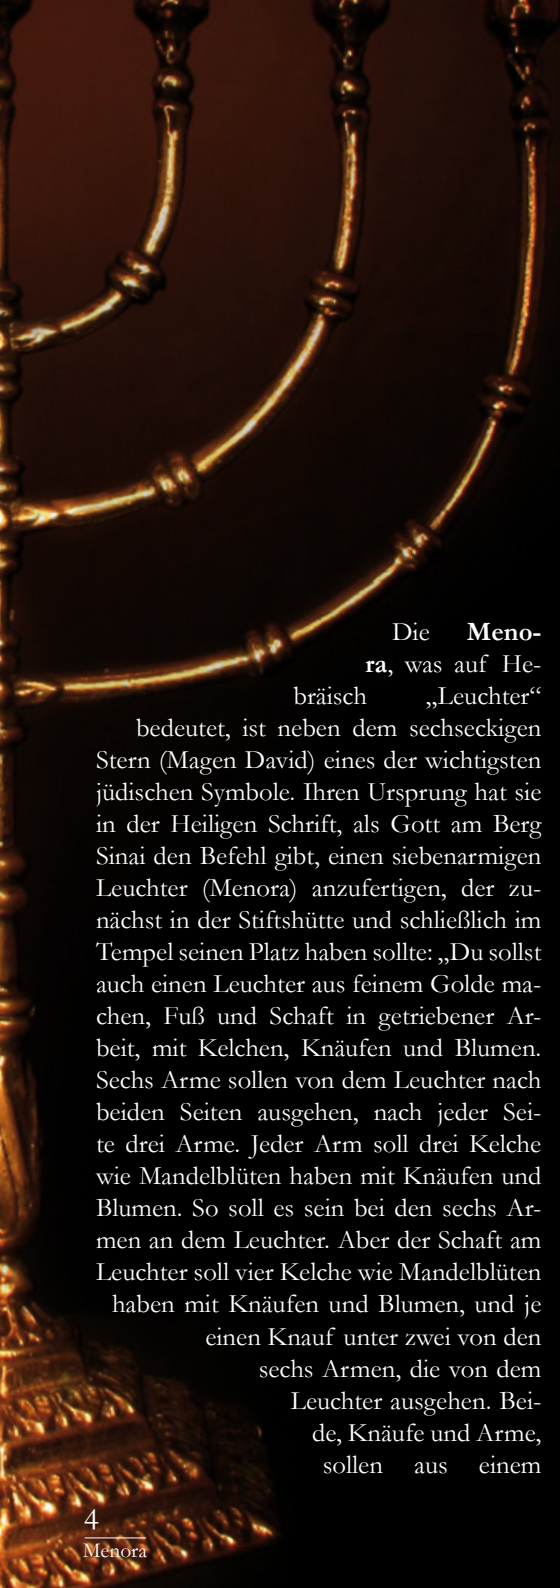 Die Meno-
ra, was auf He-
bräisch „Leuchter“
bedeutet, ist neben dem sechseckigen
Stern (Magen David) eines der wichtigsten
jüdischen Symbole. Ihren Ursprung hat sie
in der Heiligen Schrift, als Gott am Berg
Sinai den Befehl gibt, einen siebenarmigen
Leuchter (Menora) anzufertigen, der zu-
nächst in der Stiftshütte und schließlich im
Tempel seinen Platz haben sollte: „Du sollst
auch einen Leuchter aus feinem Golde ma-
chen, Fuß und Schaft in getriebener Ar-
beit, mit Kelchen, Knäufen und Blumen.
Sechs Arme sollen von dem Leuchter nach
beiden Seiten ausgehen, nach jeder Sei-
te drei Arme. Jeder Arm soll drei Kelche
wie Mandelblüten haben mit Knäufen und
Blumen. So soll es sein bei den sechs Ar-
men an dem Leuchter. Aber der Schaft am
Leuchter soll vier Kelche wie Mandelblüten
haben mit Knäufen und Blumen, und je
einen Knauf unter zwei von den
sechs Armen, die von dem
Leuchter ausgehen. Bei-
de, Knäufe und Arme,
sollen aus einem
4
Menora